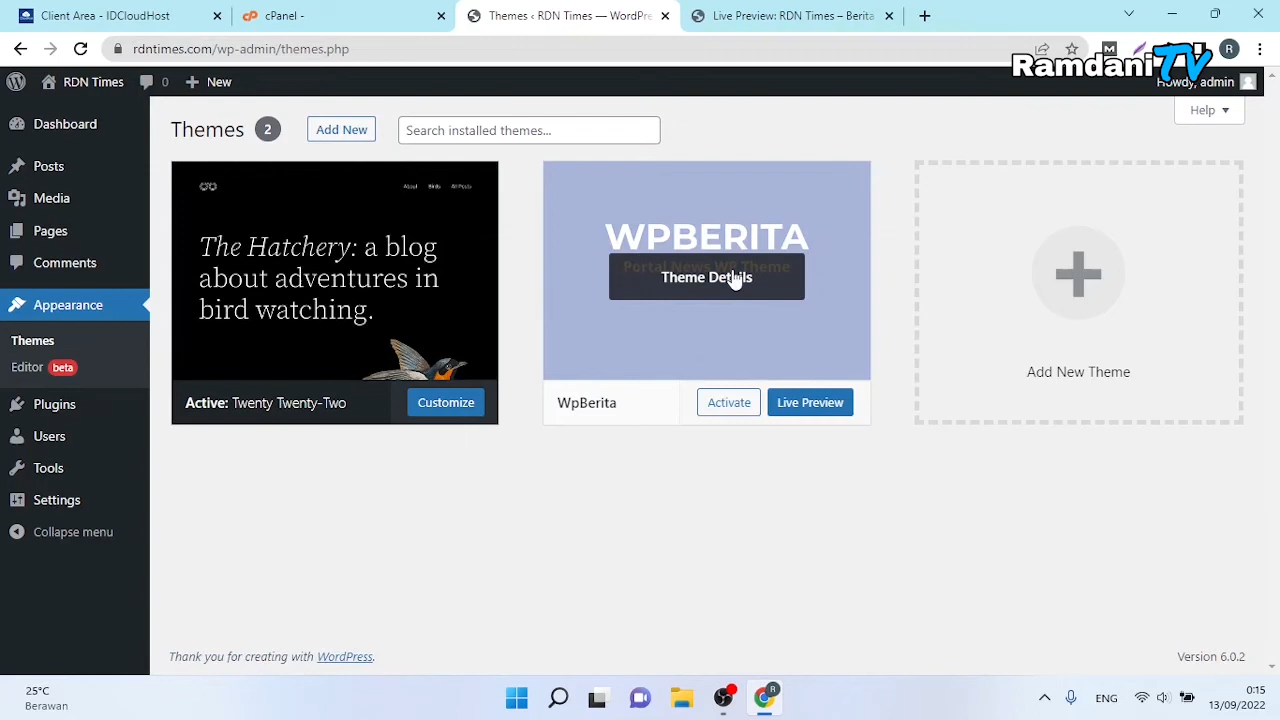 Client Area - IDCloudHost
cPanel -
Themes ‹ RDN Times — WordPre
Live Preview: RDN Times – Berita
rdntimes.com/wp-admin/themes.php
R
RamdaniTV
RDN Times
0
New
Howdy, admin
Help
Dashboard
Posts
Media
Pages
Comments
Appearance
Themes
Editor beta
Plugins
Users
Tools
Settings
Collapse menu
Themes 2
Add New
Search installed themes...
About Birds All Posts
The Hatchery: a blog
about adventures in
bird watching.
Active: Twenty Twenty-Two
Customize
WPBERITA
Portal News WP Theme
Theme Details
WpBerita
Activate
Live Preview
Add New Theme
Thank you for creating with WordPress.
Version 6.0.2
25°C
Berawan
R
ENG
0:15
13/09/2022